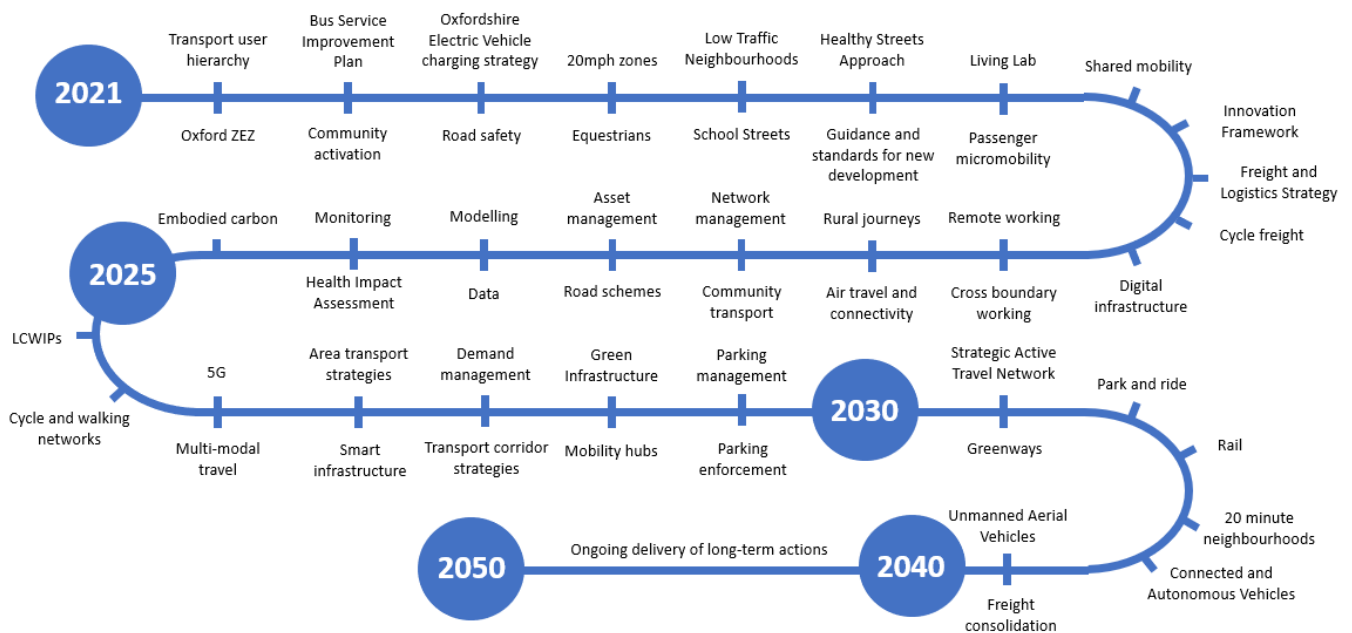 2021
Transport user
hierarchy
Oxford ZEZ
Bus Service
Improvement
Plan
Community
activation
Oxfordshire
Electric Vehicle
charging strategy
Road safety
20mph zones
Equestrians
Low Traffic
Neighbourhoods
School Streets
Healthy Streets
Approach
Guidance and
standards for new
development
Living Lab
Passenger
micromobility
Shared mobility
Innovation
Framework
Freight and
Logistics Strategy
Cycle freight
Digital
infrastructure
Remote working
Cross boundary
working
Rural journeys
Air travel and
connectivity
Network
management
Community
transport
Asset
management
Road schemes
Modelling
Data
Monitoring
Health Impact
Assessment
Embodied carbon
2025
LCWIPs
Cycle and walking
networks
5G
Multi-modal
travel
Area transport
strategies
Smart
infrastructure
Demand
management
Transport corridor
strategies
Green
Infrastructure
Mobility hubs
Parking
management
Parking
enforcement
2030
Strategic Active
Travel Network
Greenways
Park and ride
Rail
20 minute
neighbourhoods
Connected and
Autonomous Vehicles
Unmanned Aerial
Vehicles
Freight
consolidation
2040
Ongoing delivery of long-term actions
2050